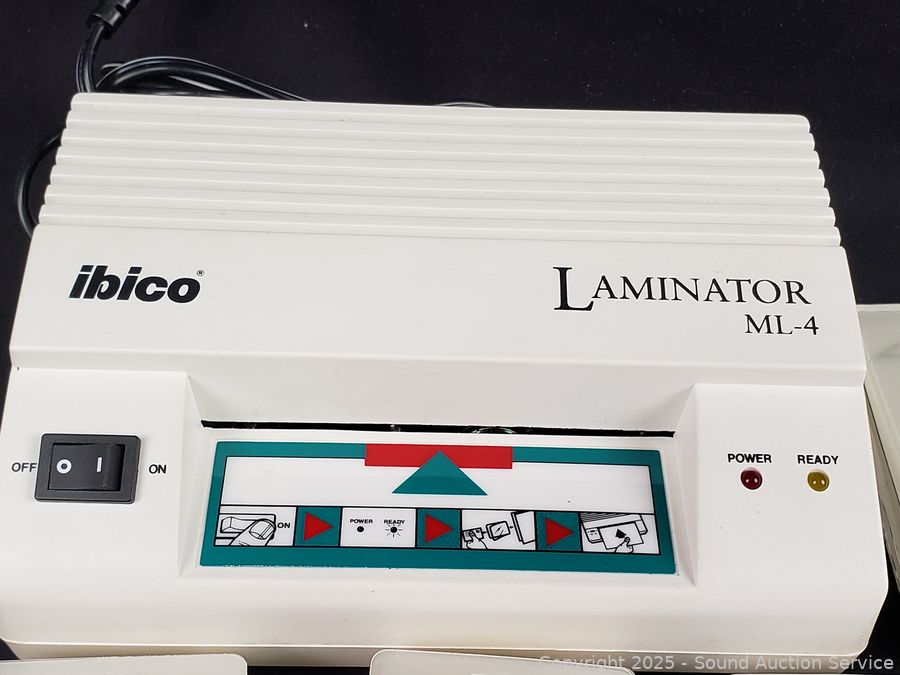 ibico®
LAMINATOR
ML-4
OFF
O I
ON
POWER
READY
ON
POWER
READY
Copyright 2025 - Sound Auction Service